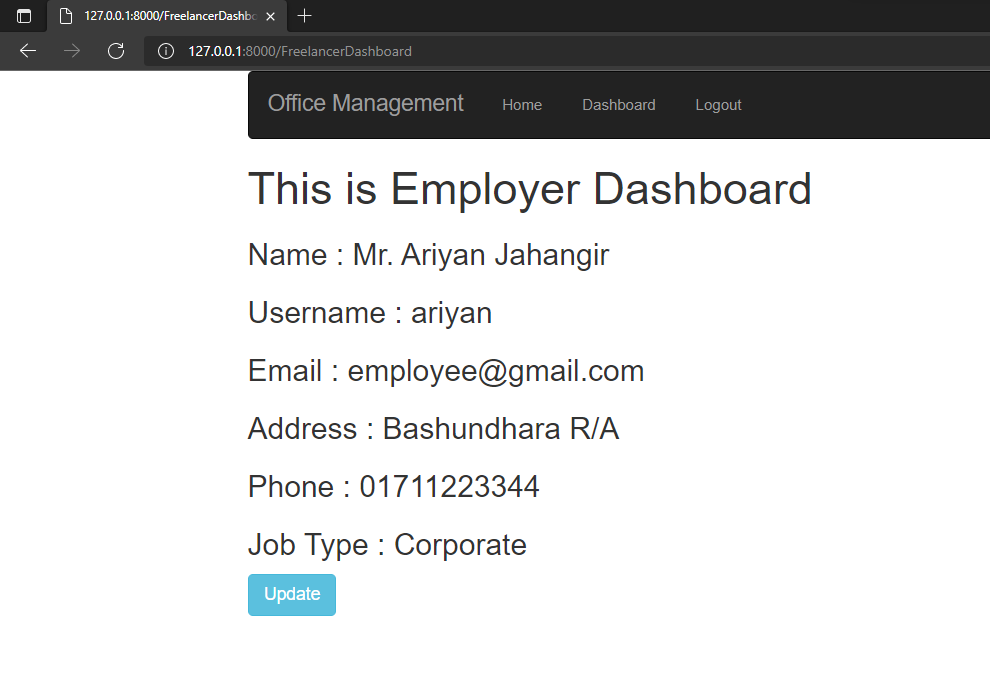 127.0.0.1:8000/FreelancerDashbo
127.0.0.1:8000/FreelancerDashboard
Office Management Home Dashboard Logout
This is Employer Dashboard
Name : Mr. Ariyan Jahangir
Username : ariyan
Email : employee@gmail.com
Address : Bashundhara R/A
Phone : 01711223344
Job Type : Corporate
Update